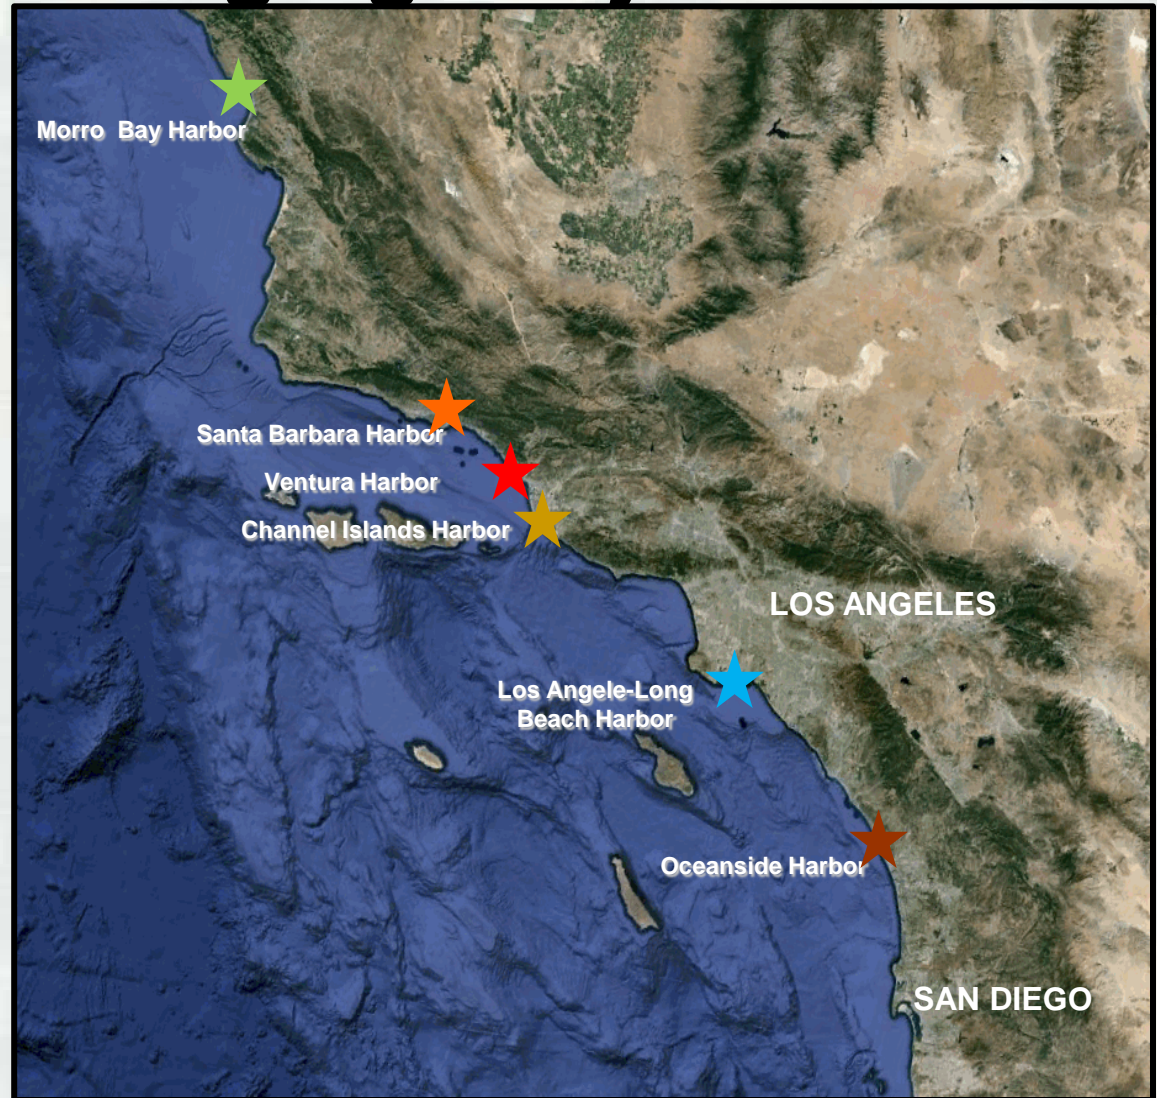 Morro  Bay Harbor
Santa Barbara Harbor
Ventura Harbor
Channel Islands Harbor
LOS ANGELES
Los Angele-Long
Beach Harbor
Oceanside Harbor
SAN DIEGO